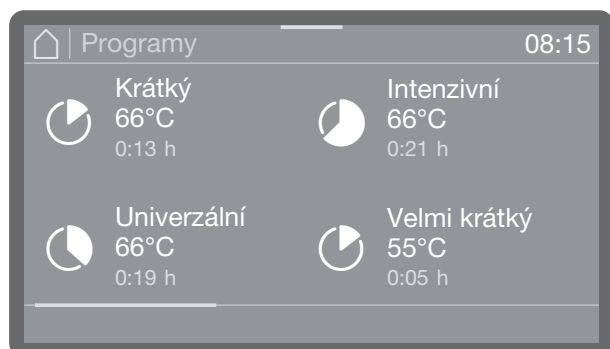 Programy 08:15
Krátký
66°C
0:13 h
Intenzivní
66°C
0:21 h
Univerzální
66°C
0:19 h
Velmi krátký
55°C
0:05 h